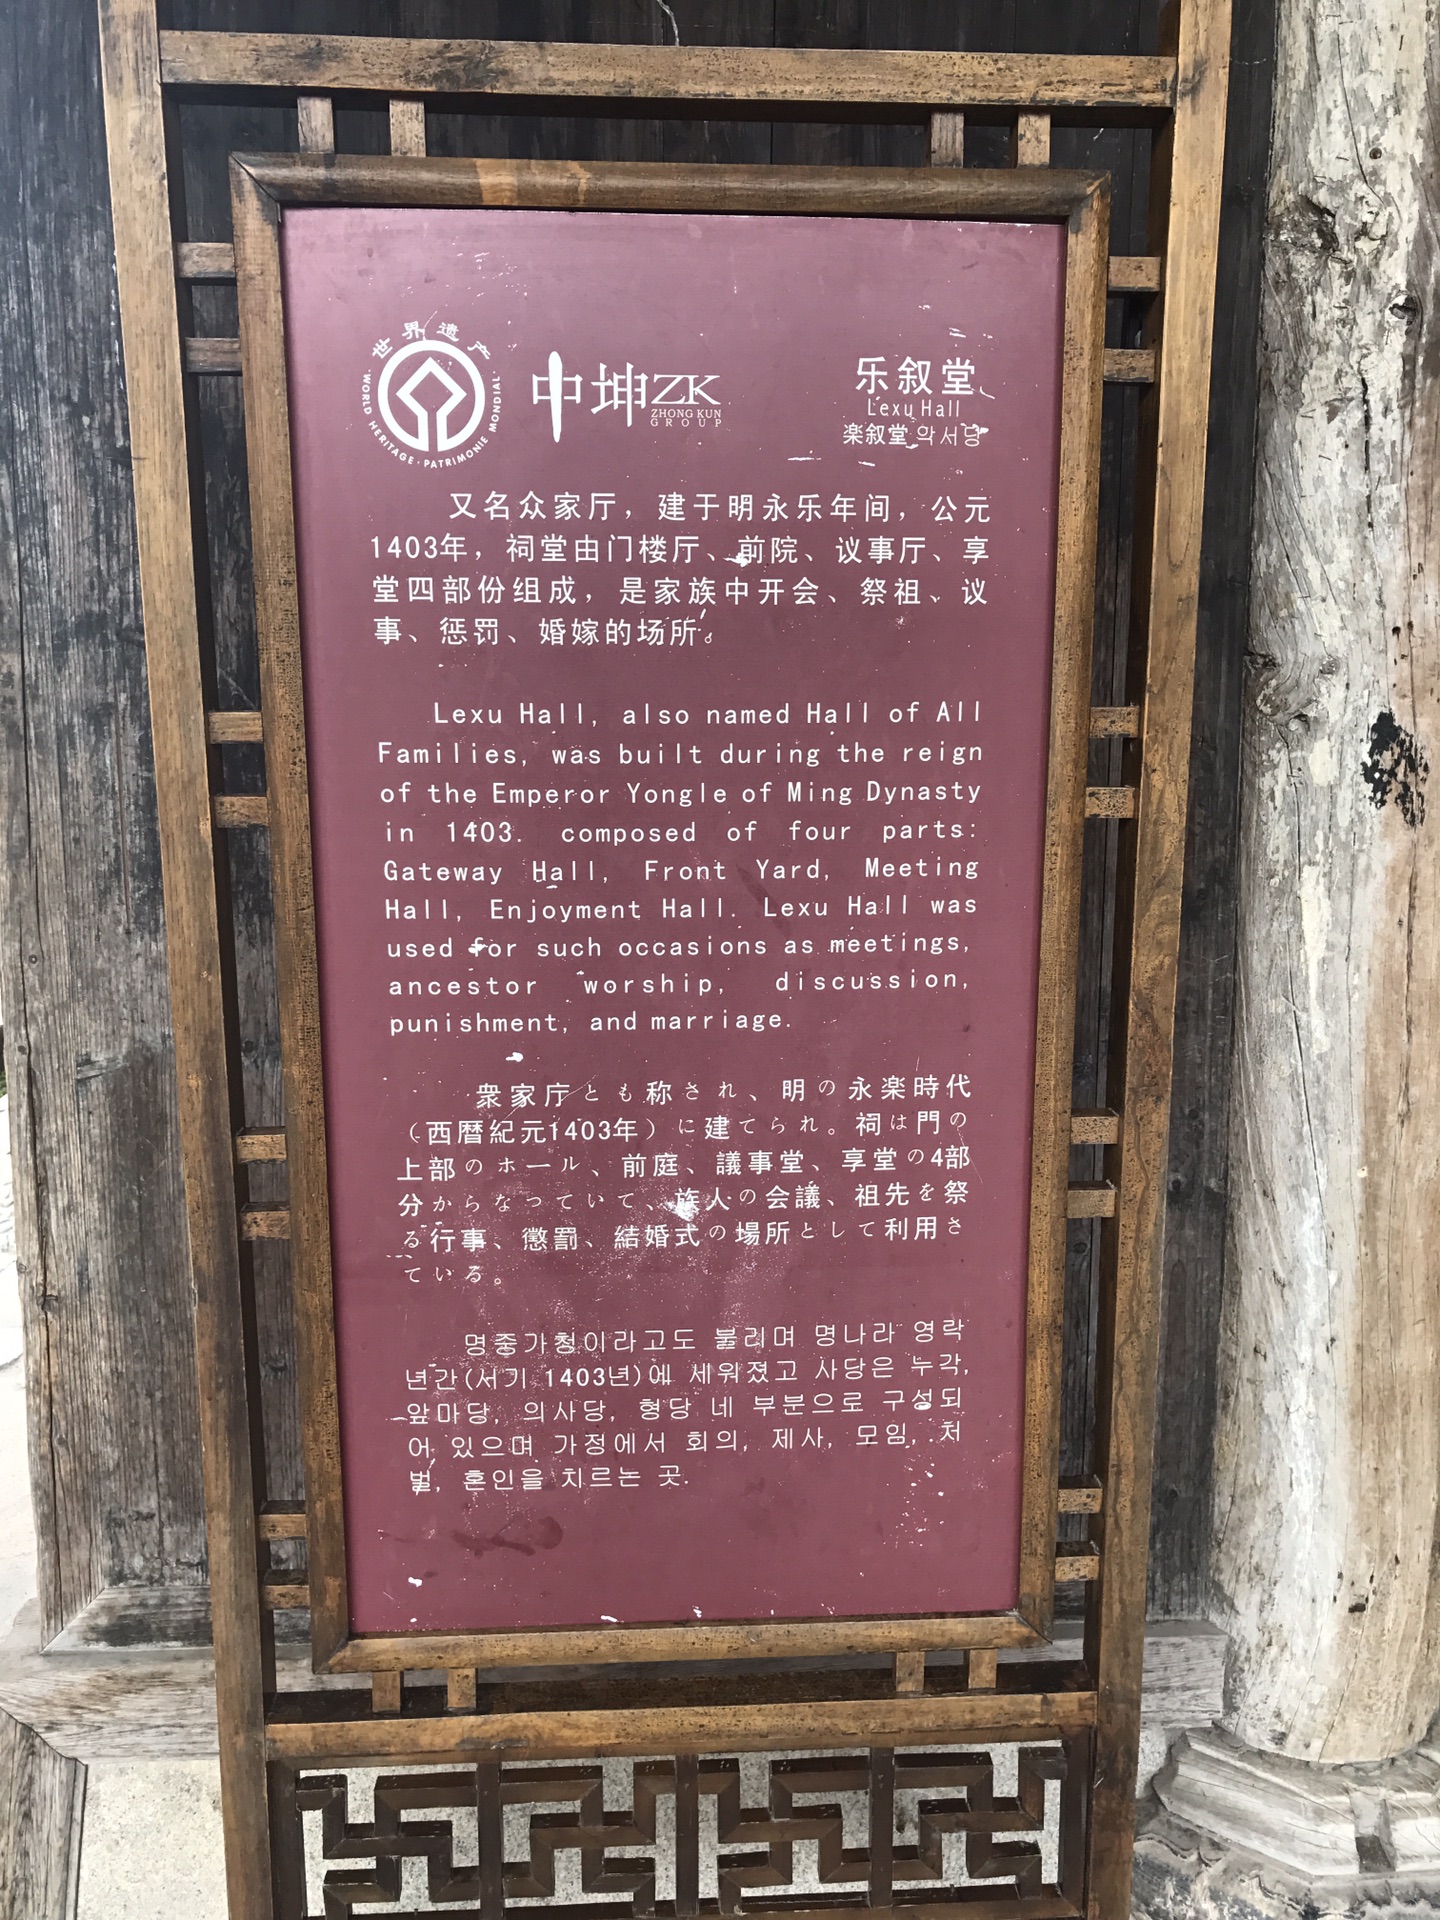 世界遗产
WORLD HERITAGE · PATRIMONIE MONDIAL
中坤 ZK
ZHONG KUN
GROUP
乐叙堂
Lexu Hall
楽叙堂 악서당
又名众家厅，建于明永乐年间，公元
1403年，祠堂由门楼厅、前院、议事厅、享
堂四部份组成，是家族中开会、祭祖、议
事、惩罚、婚嫁的场所。
Lexu Hall, also named Hall of All
Families, was built during the reign
of the Emperor Yongle of Ming Dynasty
in 1403. composed of four parts:
Gateway Hall, Front Yard, Meeting
Hall, Enjoyment Hall. Lexu Hall was
used for such occasions as meetings,
ancestor worship, discussion,
punishment, and marriage.
衆家庁とも称され、明の永楽時代
（西暦紀元1403年）に建てられ。祠は門の
上部のホール、前庭、議事堂、享堂の4部
分からなっていて、族人の会議、祖先を祭
る行事、懲罰、結婚式の場所として利用さ
ている。
명중가청이라고도 불리며 명나라 영락
년간(서기 1403년)에 세워졌고 사당은 누각,
앞마당, 의사당, 형당 네 부분으로 구성되
어 있으며 가정에서 회의, 제사, 모임, 처
벌, 혼인을 치르는 곳.